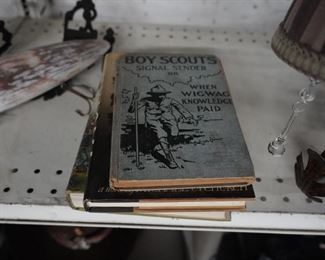 BOY SCOUTS
SIGNAL SENDER
OR
WHEN
WIGWAG
KNOWLEDGE
PAID